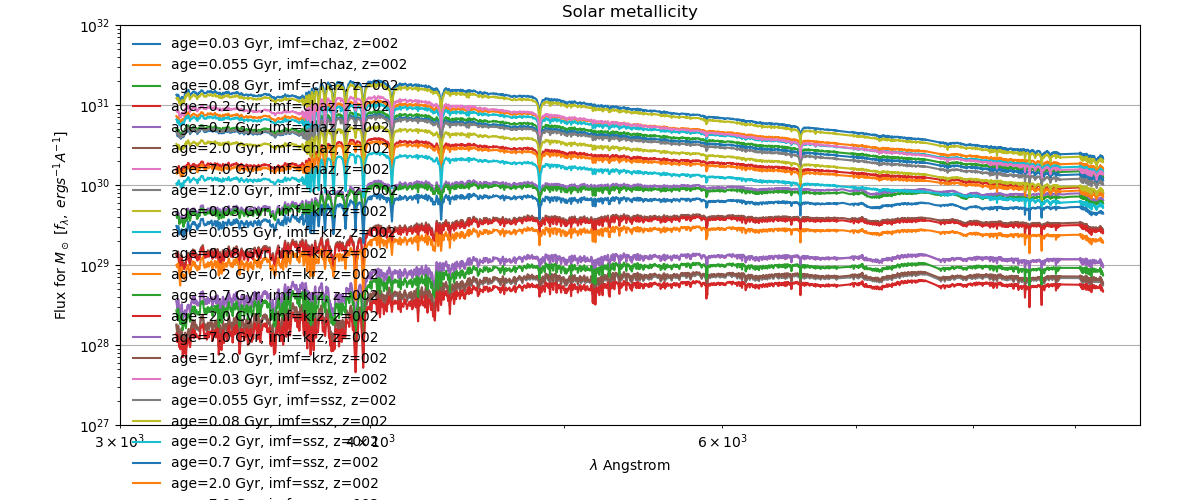 Solar metallicity
10^32
10^31
10^30
10^29
10^28
10^27
Flux for M_⊙ [f_λ, ergs^−1 A^−1]
age=0.03 Gyr, imf=chaz, z=002
age=0.055 Gyr, imf=chaz, z=002
age=0.08 Gyr, imf=chaz, z=002
age=0.2 Gyr, imf=chaz, z=002
age=0.7 Gyr, imf=chaz, z=002
age=2.0 Gyr, imf=chaz, z=002
age=7.0 Gyr, imf=chaz, z=002
age=12.0 Gyr, imf=chaz, z=002
age=0.03 Gyr, imf=krz, z=002
age=0.055 Gyr, imf=krz, z=002
age=0.08 Gyr, imf=krz, z=002
age=0.2 Gyr, imf=krz, z=002
age=0.7 Gyr, imf=krz, z=002
age=2.0 Gyr, imf=krz, z=002
age=7.0 Gyr, imf=krz, z=002
age=12.0 Gyr, imf=krz, z=002
age=0.03 Gyr, imf=ssz, z=002
age=0.055 Gyr, imf=ssz, z=002
age=0.08 Gyr, imf=ssz, z=002
age=0.2 Gyr, imf=ssz, z=002
age=0.7 Gyr, imf=ssz, z=002
age=2.0 Gyr, imf=ssz, z=002
3 × 10^3
4 × 10^3
6 × 10^3
λ Angstrom